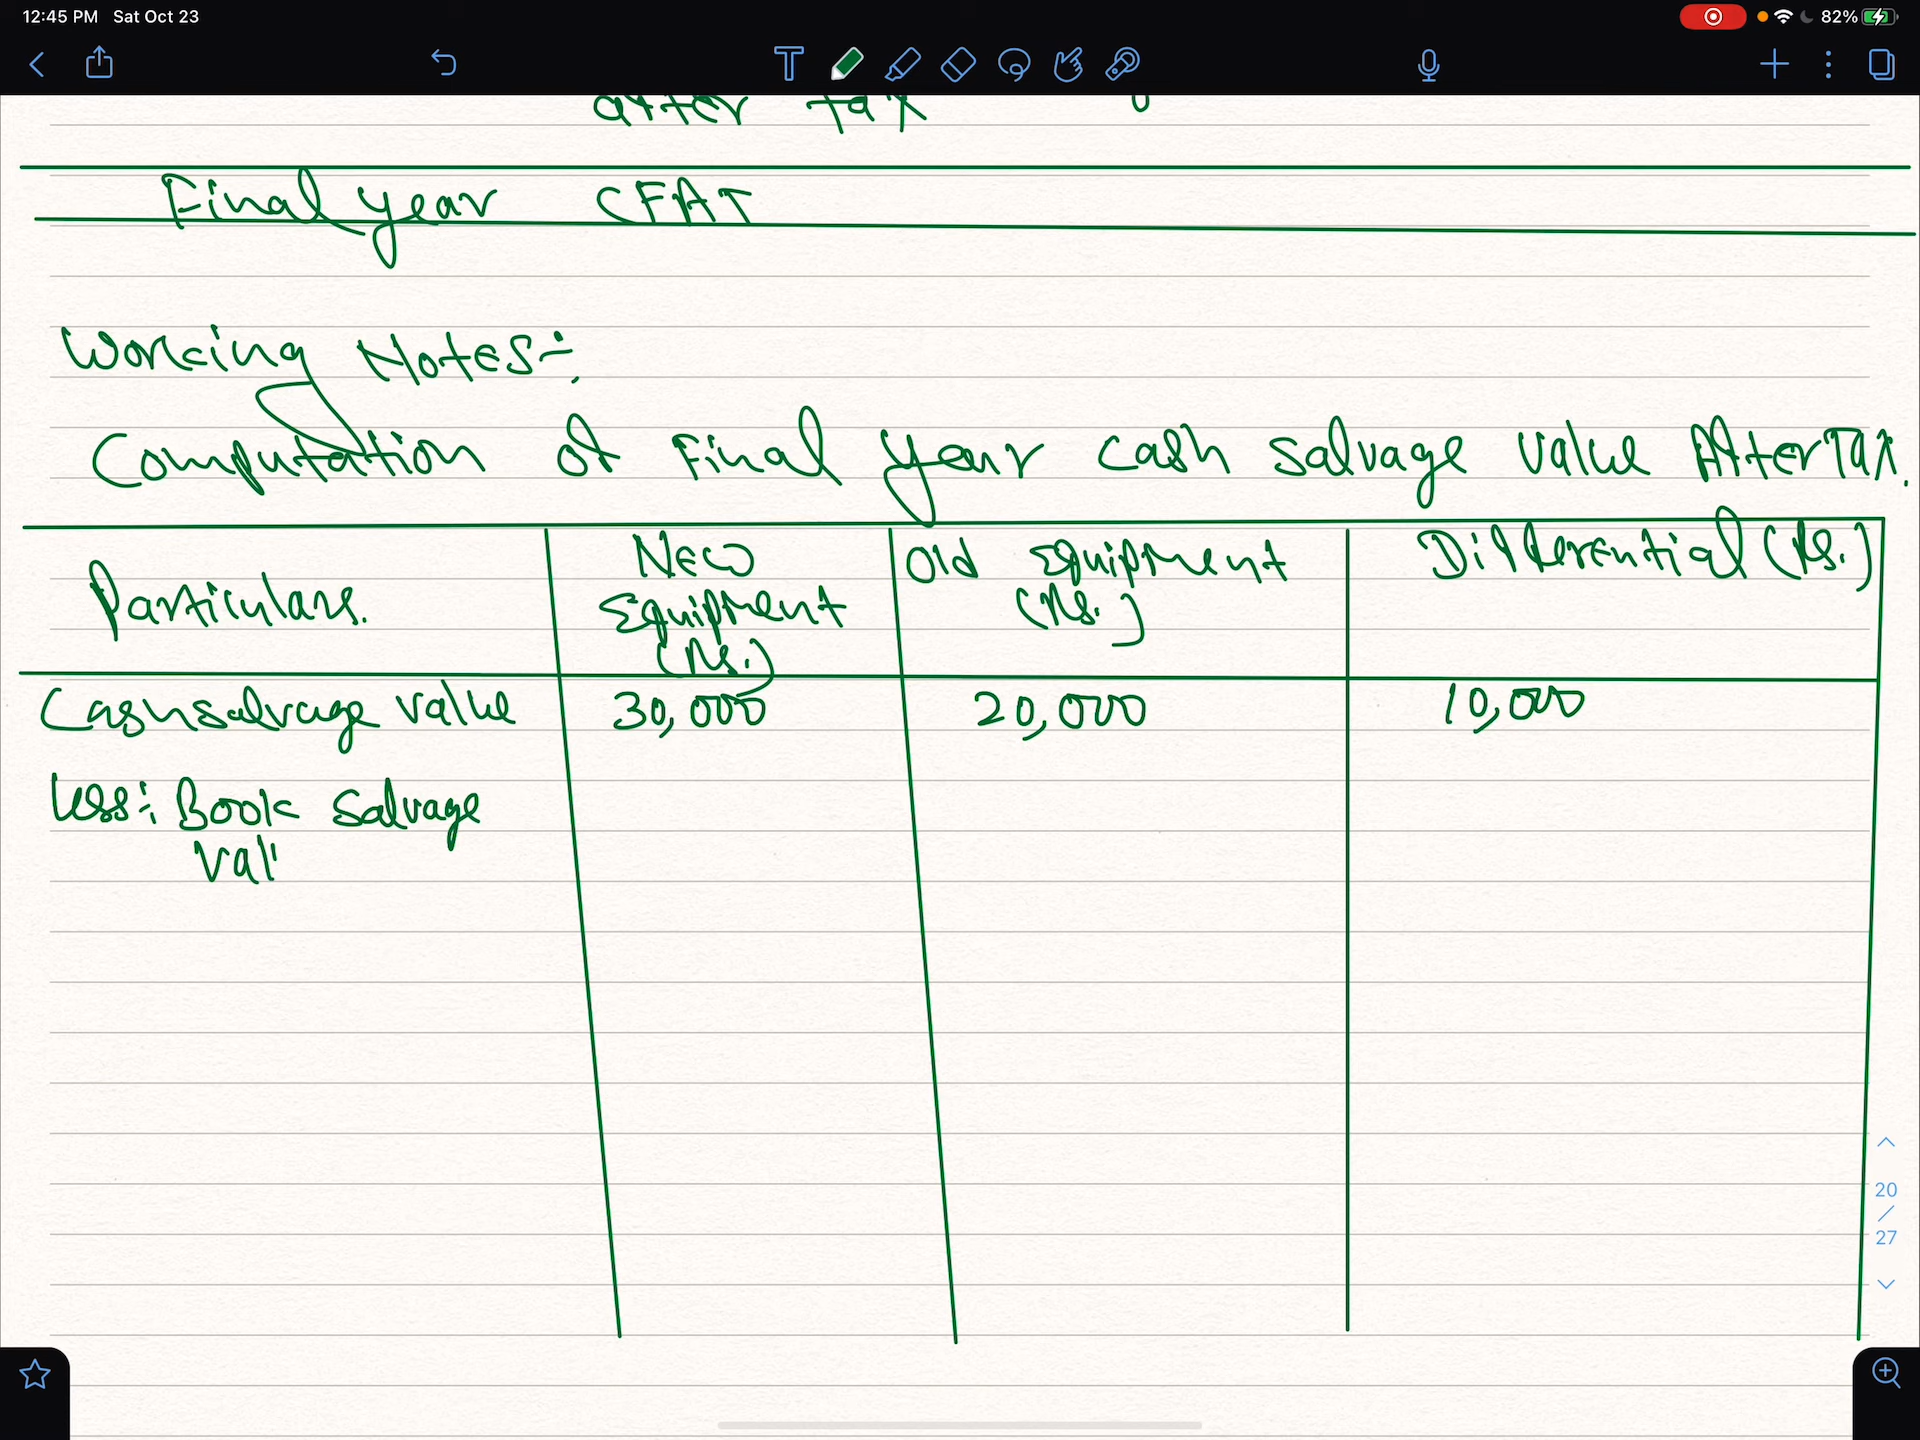 12:45 PM Sat Oct 23
82%
after tax
Final year CFAT
Working Notes:-
Computation of Final year cash salvage value After Tax.
Particulars. New Equipment (Rs.) Old Equipment (Rs.) Differential (Rs.)
Cash salvage value 30,000 20,000 10,000
Less: Book Salvage
Val
20
/
27